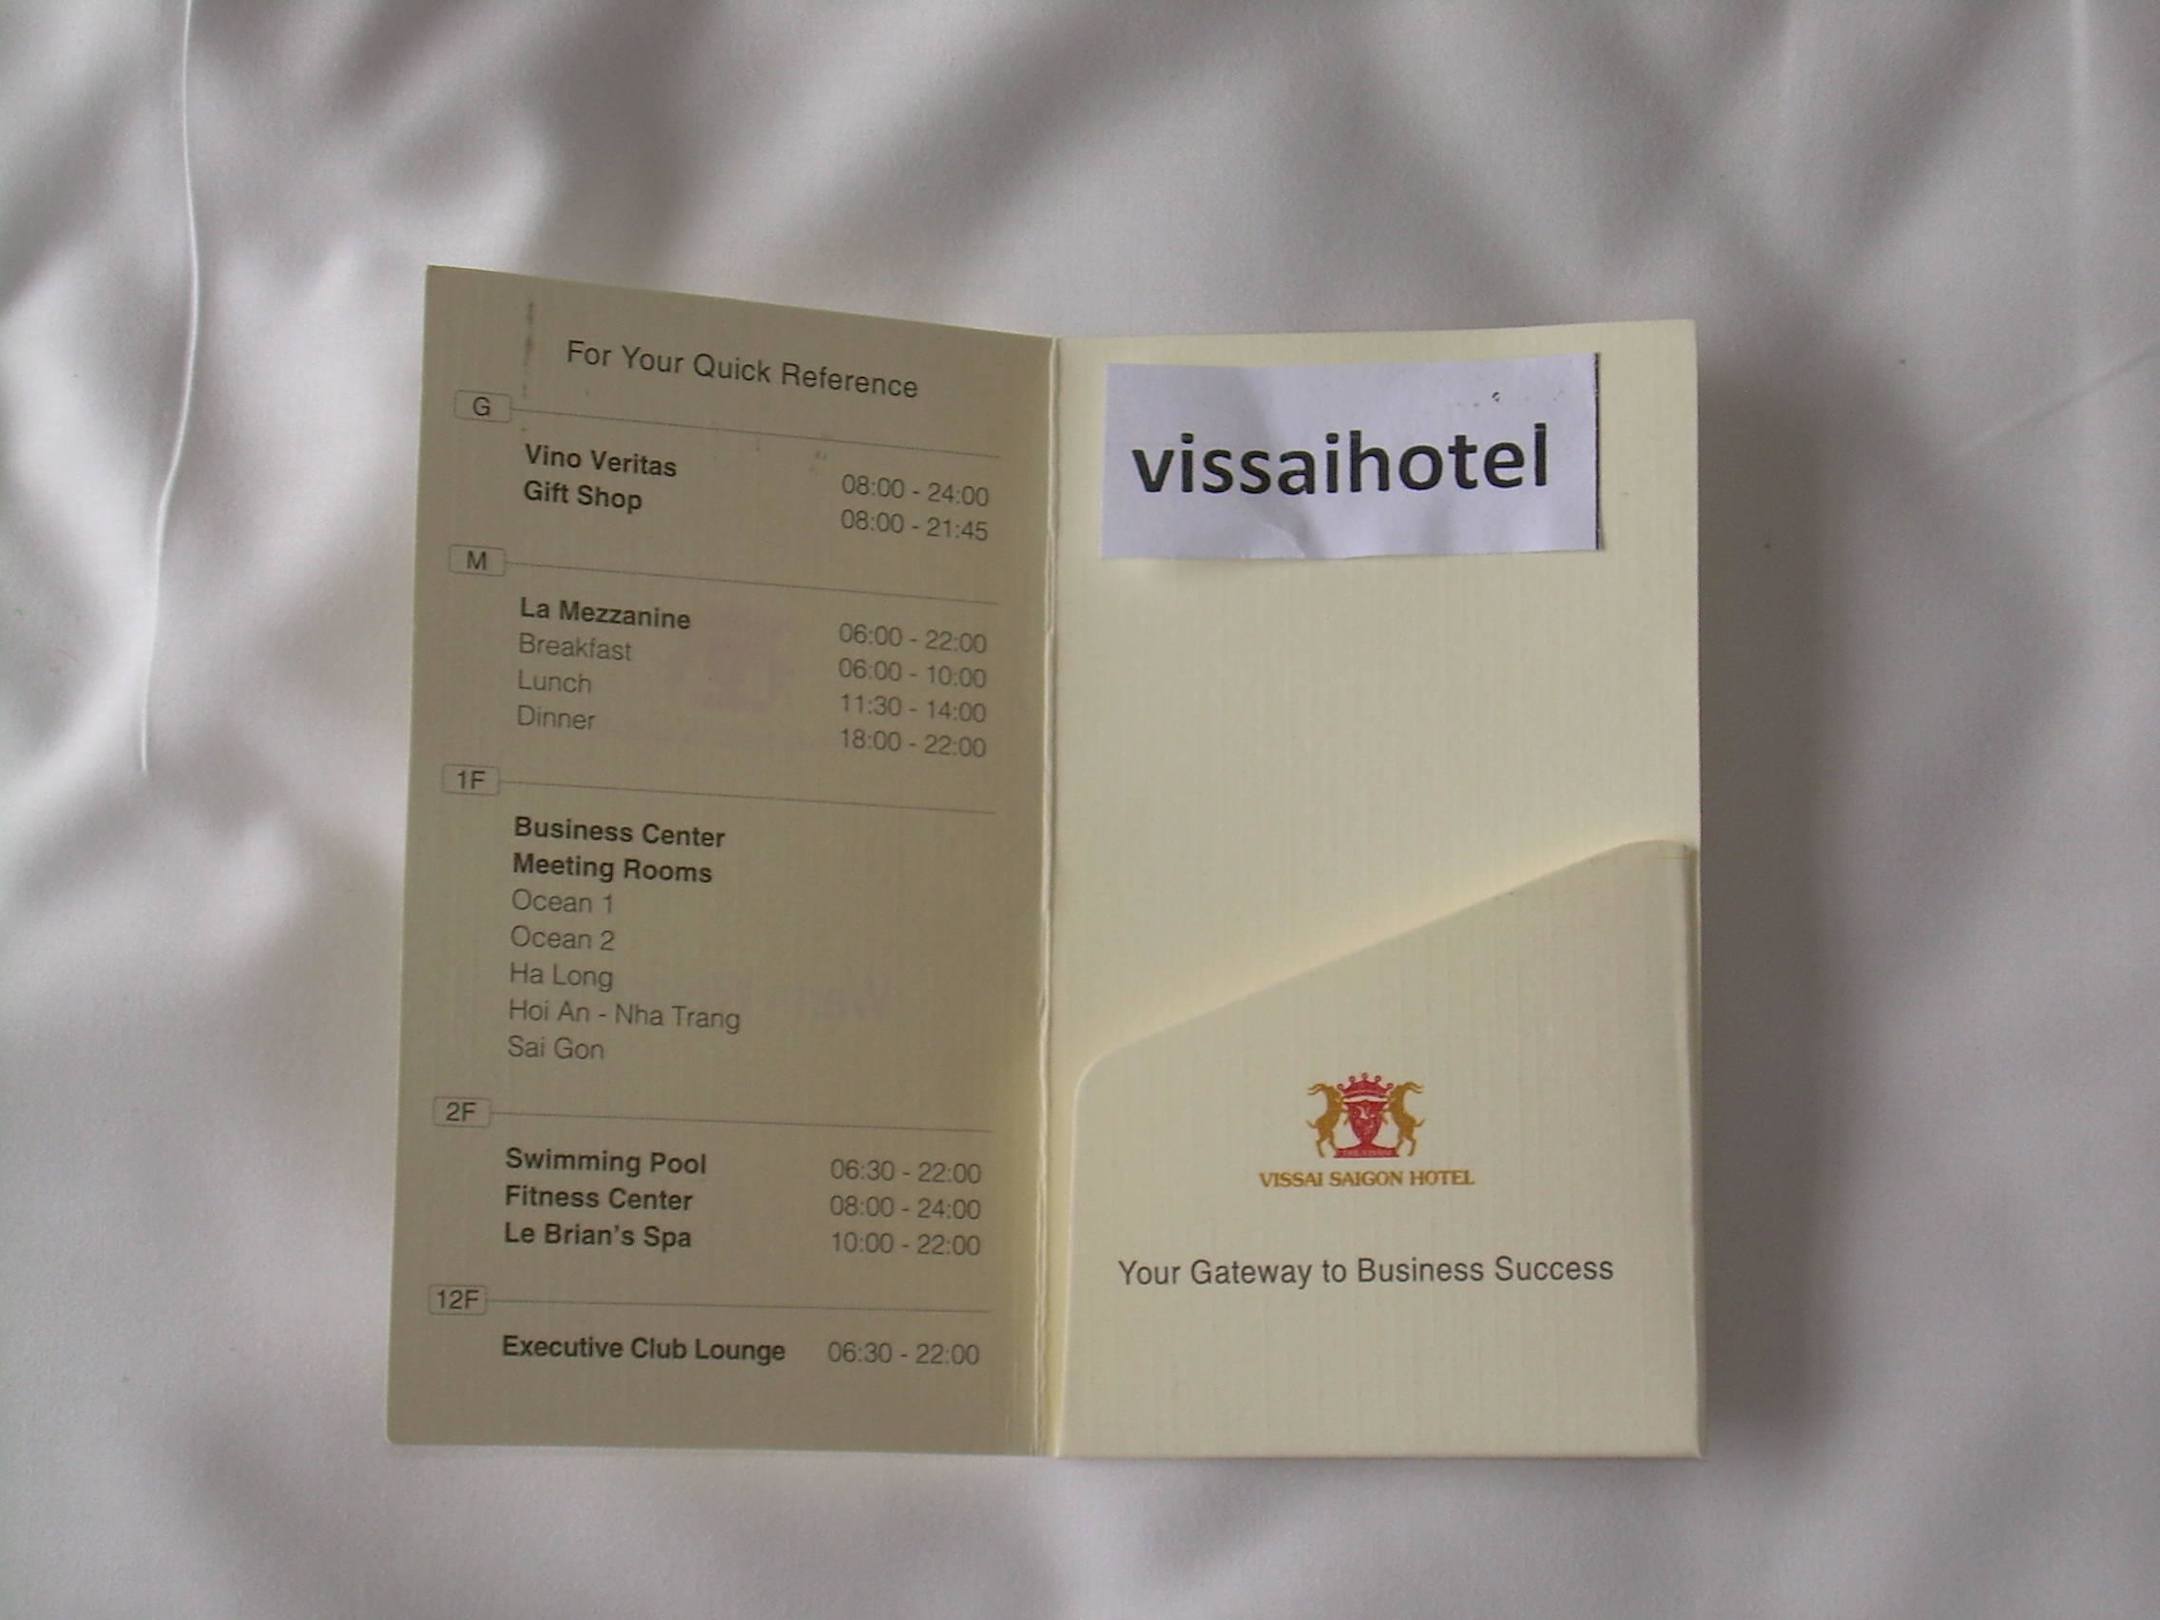 For Your Quick Reference
G
Vino Veritas 08:00 - 24:00
Gift Shop 08:00 - 21:45
M
La Mezzanine 06:00 - 22:00
Breakfast 06:00 - 10:00
Lunch 11:30 - 14:00
Dinner 18:00 - 22:00
1F
Business Center
Meeting Rooms
Ocean 1
Ocean 2
Ha Long
Hoi An - Nha Trang
Sai Gon
2F
Swimming Pool 06:30 - 22:00
Fitness Center 08:00 - 24:00
Le Brian's Spa 10:00 - 22:00
12F
Executive Club Lounge 06:30 - 22:00
vissaihotel
VISSAI SAIGON HOTEL
Your Gateway to Business Success